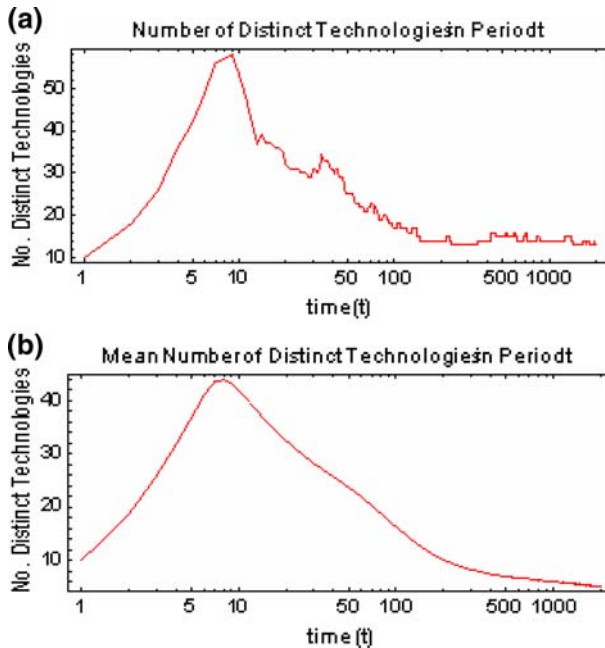 (a)
Number of Distinct Technologiesin Periodt
No. Distinct Technologies
50
40
30
20
10
1 5 10 50 100 500 1000
time(t)
(b)
Mean Number of Distinct Technologiesin Periodt
No. Distinct Technologies
40
30
20
10
1 5 10 50 100 500 1000
time(t)